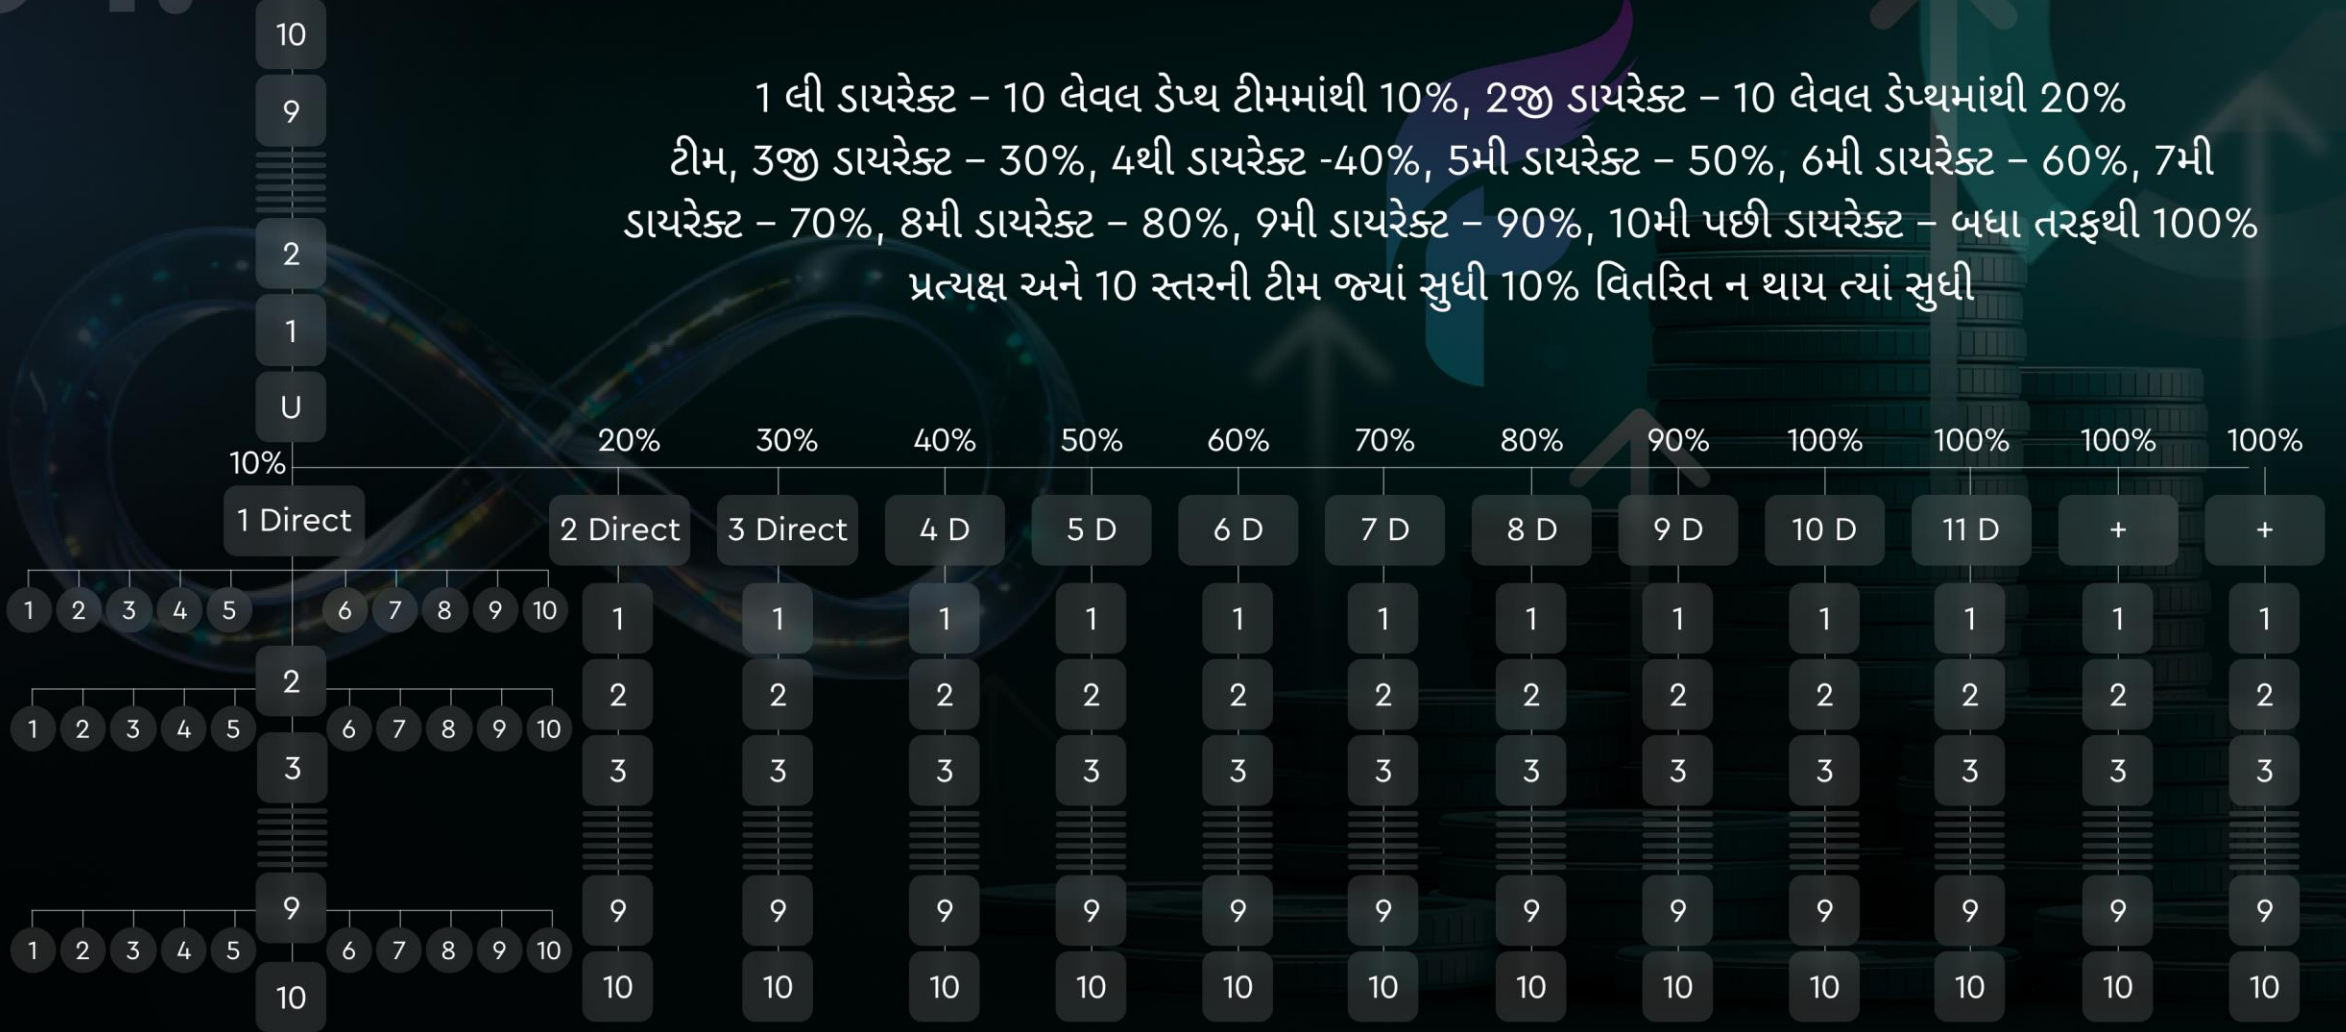 10
9
1 લી ડાયરેક્ટ – 10 લેવલ ડેપ્થ ટીમમાંથી 10%, 2જી ડાયરેક્ટ – 10 લેવલ ડેપ્થમાંથી 20%
ટીમ, 3જી ડાયરેક્ટ – 30%, 4થી ડાયરેક્ટ -40%, 5મી ડાયરેક્ટ – 50%, 6મી ડાયરેક્ટ – 60%, 7મી
ડાયરેક્ટ – 70%, 8મી ડાયરેક્ટ – 80%, 9મી ડાયરેક્ટ – 90%, 10મી પછી ડાયરેક્ટ – બધા તરફથી 100%
પ્રત્યક્ષ અને 10 સ્તરની ટીમ જ્યાં સુધી 10% વિતરિત ન થાય ત્યાં સુધી
2
1
U
10% 20% 30% 40% 50% 60% 70% 80% 90% 100% 100% 100% 100%
1 Direct 2 Direct 3 Direct 4 D 5 D 6 D 7 D 8 D 9 D 10 D 11 D + +
1 2 3 4 5 6 7 8 9 10 1 1 1 1 1 1 1 1 1 1 1 1
2 2 2 2 2 2 2 2 2 2 2 2 2
1 2 3 4 5 6 7 8 9 10
3 3 3 3 3 3 3 3 3 3 3 3 3
9 9 9 9 9 9 9 9 9 9 9 9 9
1 2 3 4 5 6 7 8 9 10
10 10 10 10 10 10 10 10 10 10 10 10 10